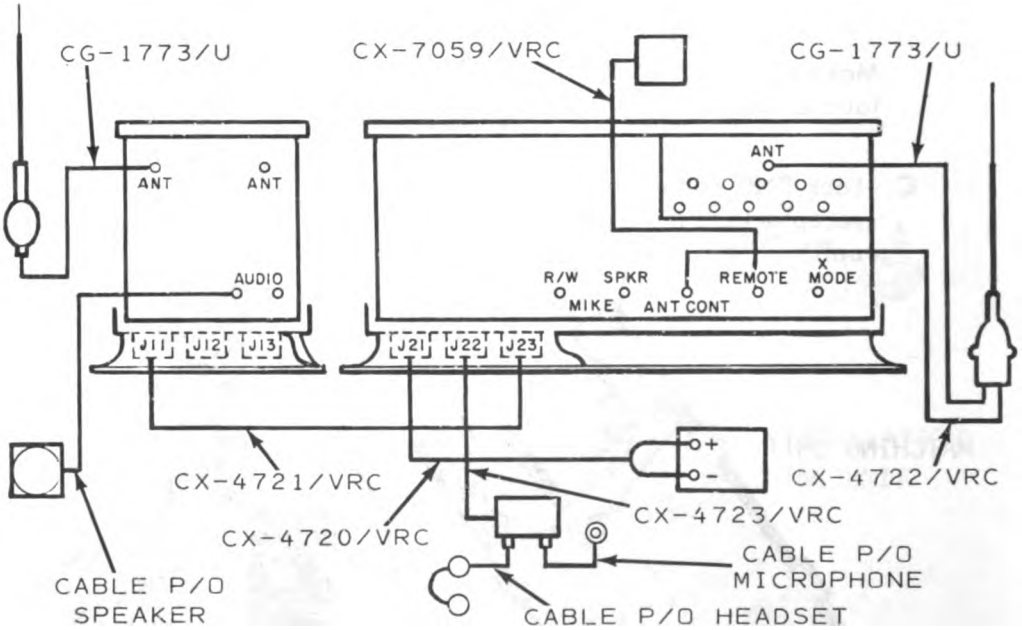 CG-1773/U
CX-7059/VRC
CG-1773/U
ANT
ANT
ANT
AUDIO
R/W
SPKR
MIKE
ANT CONT
REMOTE
X
MODE
J11
J12
J13
J21
J22
J23
+
-
CX-4721/VRC
CX-4722/VRC
CX-4720/VRC
CX-4723/VRC
CABLE P/O
SPEAKER
CABLE P/O
MICROPHONE
CABLE P/O HEADSET